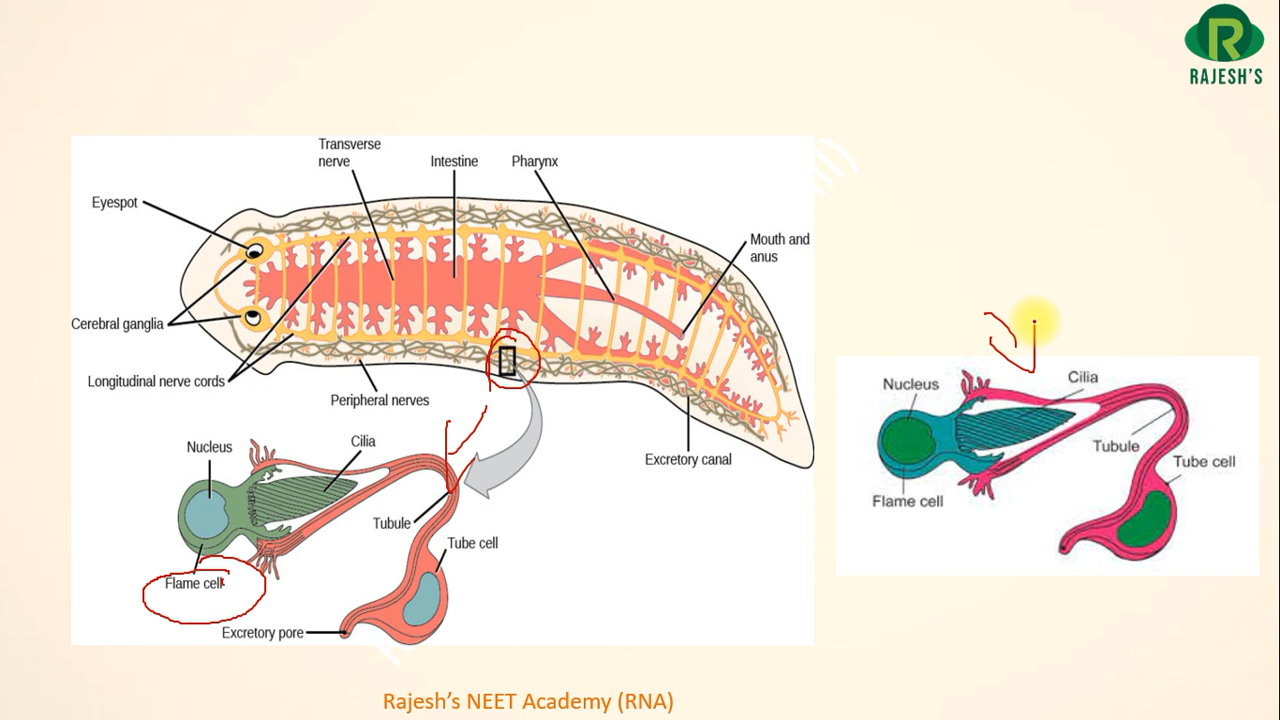 RAJESH'S
Transverse
nerve
Intestine
Pharynx
Eyespot
Mouth and
anus
Cerebral ganglia
Longitudinal nerve cords
Peripheral nerves
Excretory canal
Nucleus
Cilia
Tubule
Tube cell
Flame cell
Excretory pore
Nucleus
Cilia
Tubule
Tube cell
Flame cell
Rajesh's NEET Academy (RNA)